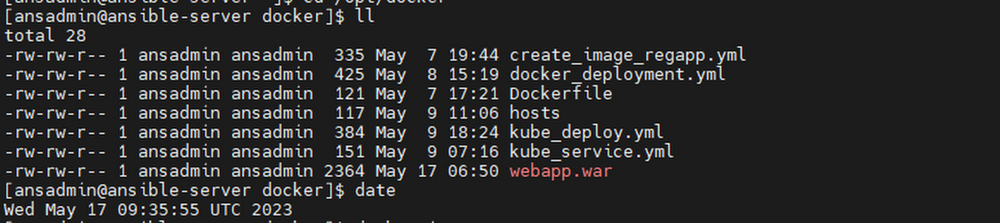 [ansadmin@ansible-server docker]$ ll
total 28
-rw-rw-r-- 1 ansadmin ansadmin  335 May  7 19:44 create_image_regapp.yml
-rw-rw-r-- 1 ansadmin ansadmin  425 May  8 15:19 docker_deployment.yml
-rw-rw-r-- 1 ansadmin ansadmin  121 May  7 17:21 Dockerfile
-rw-rw-r-- 1 ansadmin ansadmin  117 May  9 11:06 hosts
-rw-rw-r-- 1 ansadmin ansadmin  384 May  9 18:24 kube_deploy.yml
-rw-rw-r-- 1 ansadmin ansadmin  151 May  9 07:16 kube_service.yml
-rw-rw-r-- 1 ansadmin ansadmin 2364 May 17 06:50 webapp.war
[ansadmin@ansible-server docker]$ date
Wed May 17 09:35:55 UTC 2023